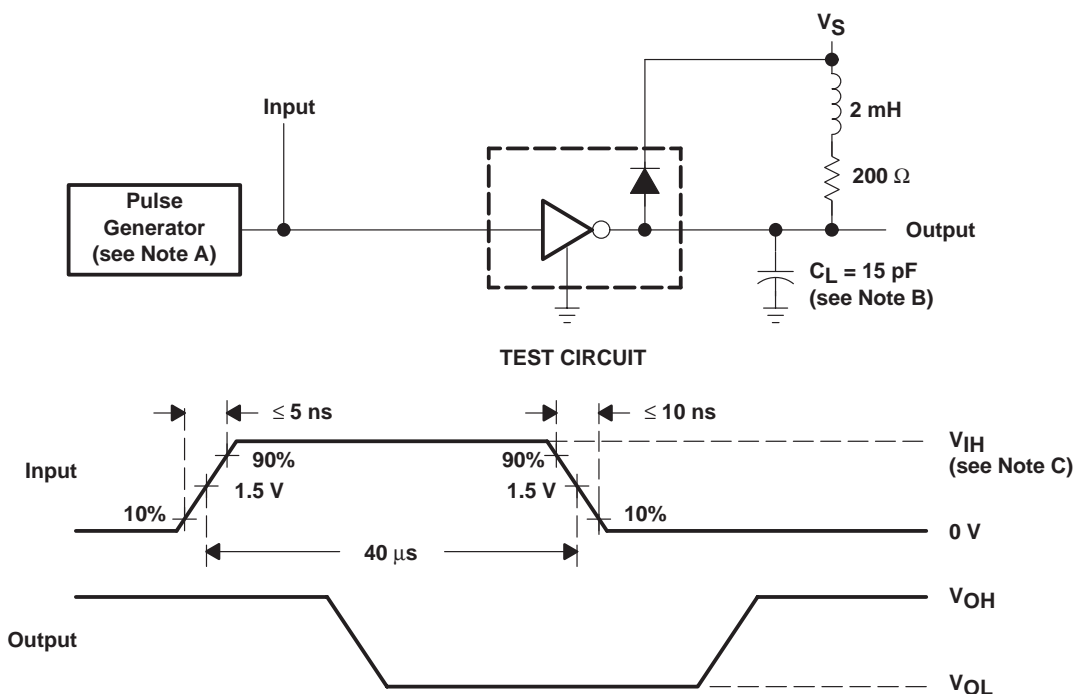 VS
2 mH
Input
200 Ω
Pulse
Generator
(see Note A)
Output
CL = 15 pF
(see Note B)
TEST CIRCUIT
≤ 5 ns
≤ 10 ns
VIH
(see Note C)
Input
90%
90%
1.5 V
1.5 V
10%
10%
0 V
40 μs
VOH
Output
VOL